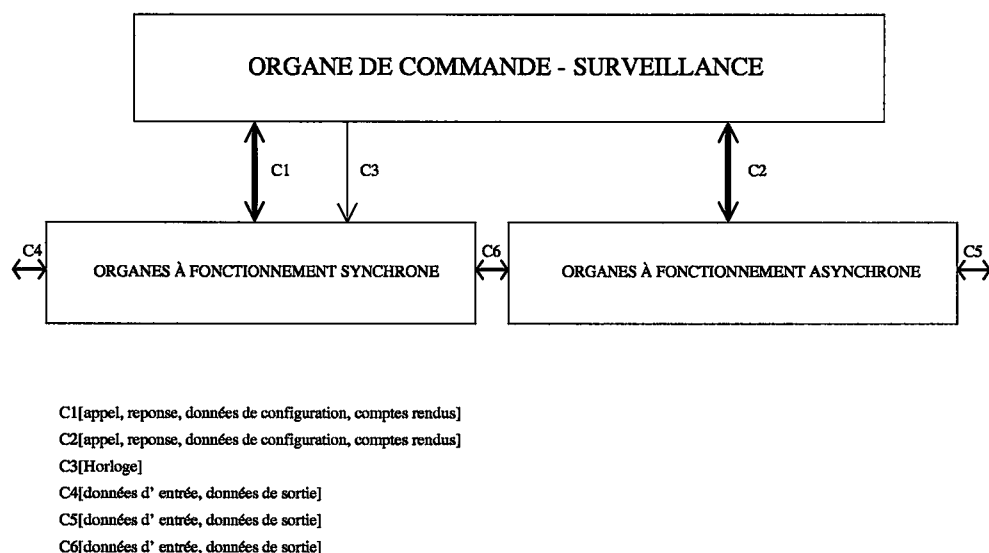 ORGANE DE COMMANDE - SURVEILLANCE
C1
C3
C2
C4
ORGANES À FONCTIONNEMENT SYNCHRONE
C6
ORGANES À FONCTIONNEMENT ASYNCHRONE
C5
C1[appel, reponse, données de configuration, comptes rendus]
C2[appel, reponse, données de configuration, comptes rendus]
C3[Horloge]
C4[données d' entrée, données de sortie]
C5[données d' entrée, données de sortie]
C6[données d' entrée, données de sortie]